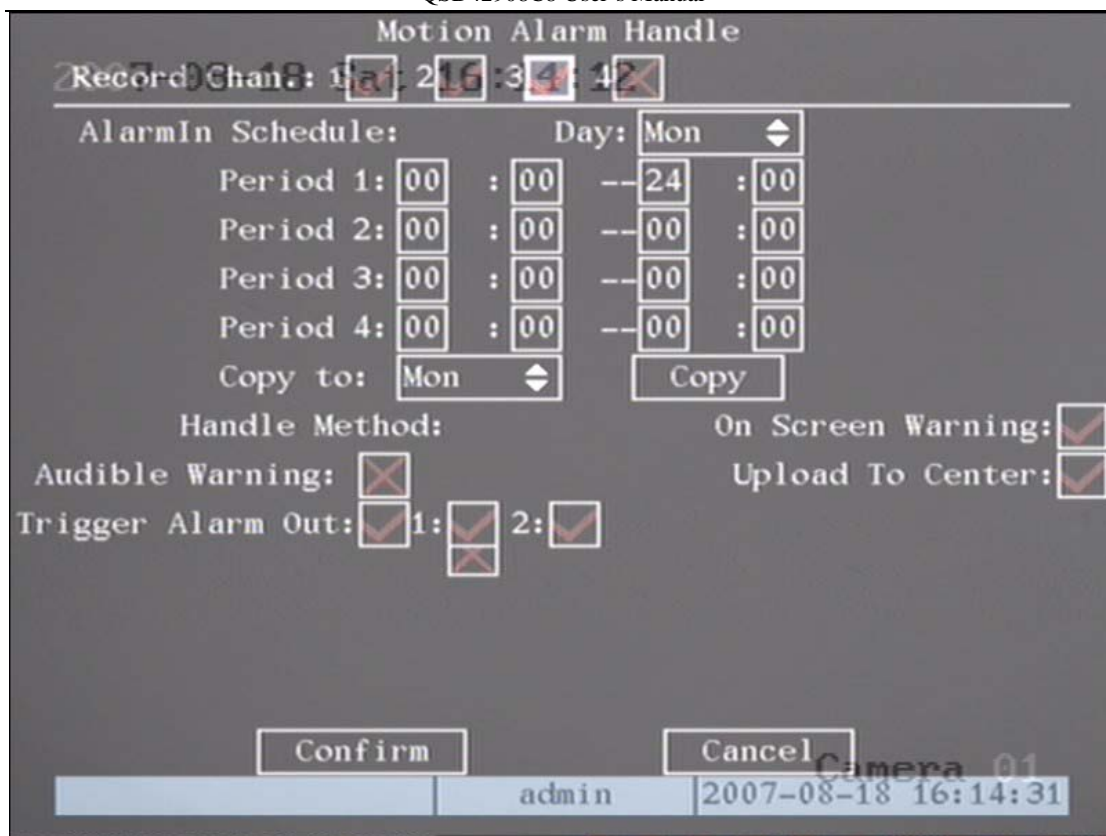 Motion Alarm Handle
Record Chan.: 1 2 3 4
AlarmIn Schedule: Day: Mon
Period 1: 00 : 00 --24 : 00
Period 2: 00 : 00 --00 : 00
Period 3: 00 : 00 --00 : 00
Period 4: 00 : 00 --00 : 00
Copy to: Mon Copy
Handle Method: On Screen Warning:
Audible Warning: Upload To Center:
Trigger Alarm Out: 1: 2:
Confirm Cancel
Camera 01
admin 2007-08-18 16:14:31